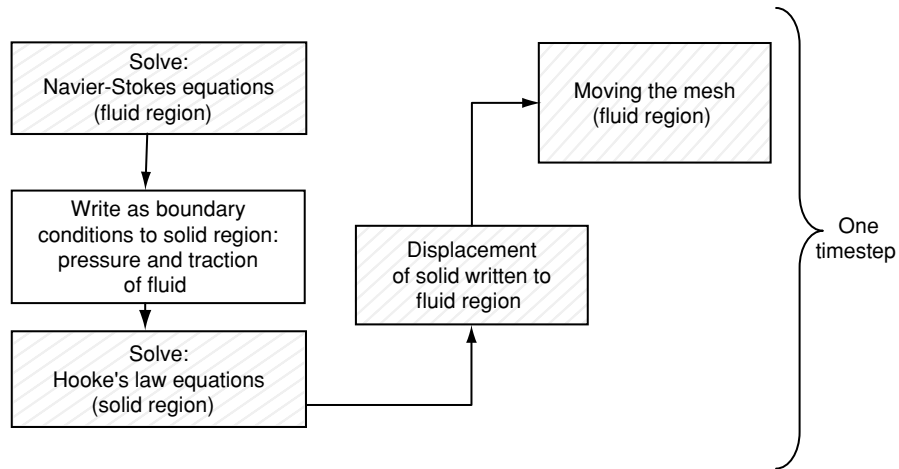 Solve:
Navier-Stokes equations
(fluid region)
Write as boundary
conditions to solid region:
pressure and traction
of fluid
Solve:
Hooke's law equations
(solid region)
Displacement
of solid written to
fluid region
Moving the mesh
(fluid region)
One
timestep